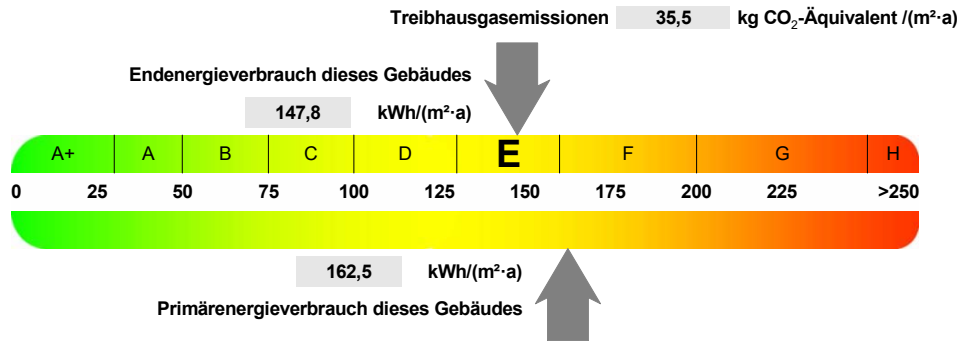 Treibhausgasemissionen 35,5 kg CO₂-Äquivalent /(m²·a)
Endenergieverbrauch dieses Gebäudes
147,8 kWh/(m²·a)
A+ A B C D E F G H
0 25 50 75 100 125 150 175 200 225 >250
162,5 kWh/(m²·a)
Primärenergieverbrauch dieses Gebäudes